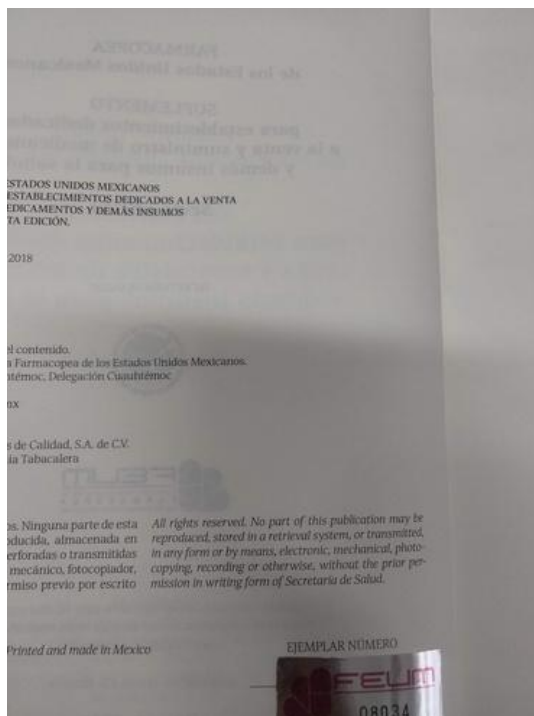 ESTADOS UNIDOS MEXICANOS
ESTABLECIMIENTOS DEDICADOS A LA VENTA
EDICAMENTOS Y DEMÁS INSUMOS
TA EDICIÓN.
2018
el contenido.
a Farmacopea de los Estados Unidos Mexicanos.
htémoc, Delegación Cuauhtémoc
ox
s de Calidad, S.A. de C.V.
ia Tabacalera
os. Ninguna parte de esta
oducida, almacenada en
erforadas o transmitidas
mecánico, fotocopiador,
rmiso previo por escrito
All rights reserved. No part of this publication may be
reproduced, stored in a retrieval system, or transmitted,
in any form or by means, electronic, mechanical, photo-
copying, recording or otherwise, without the prior per-
mission in writing form of Secretaría de Salud.
Printed and made in Mexico
EJEMPLAR NÚMERO
FEUM
08034